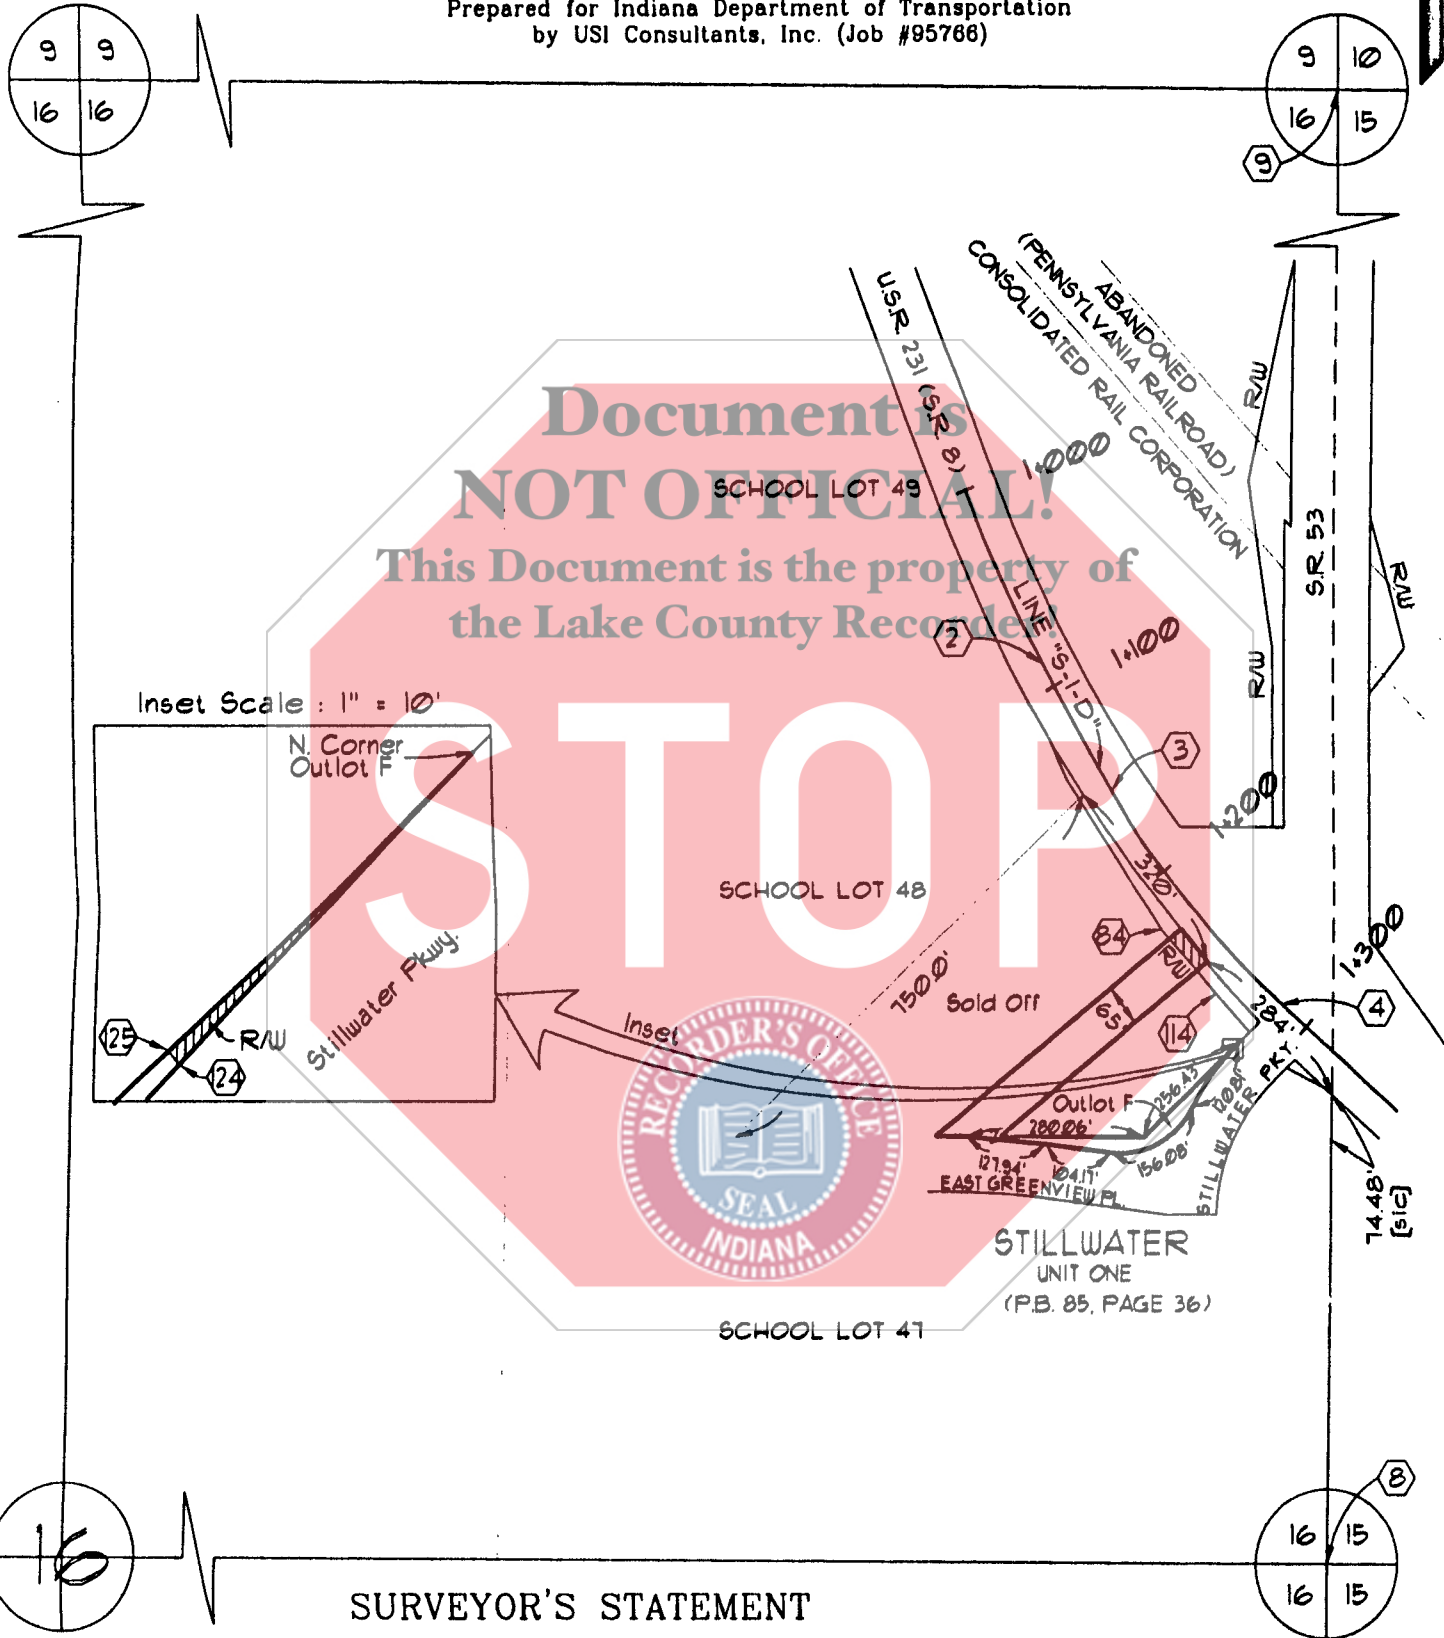 Prepared for Indiana Department of Transportation
by USI Consultants, Inc. (Job #95766)
9 9
16 16
9 10
16 15
9
(PENNSYLVANIA RAILROAD)
ABANDONED
CONSOLIDATED RAIL CORPORATION
U.S.R. 231 (S.R. 8)
R/W
Document is
NOT OFFICIAL!
This Document is the property of
the Lake County Recorder!
SCHOOL LOT 49
1+000
S.R. 53
R/W
LINE "S-1-D"
2
1+100
R/W
Inset Scale : 1" = 10'
N. Corner
Outlot F
STOP
3
1+200
320'
SCHOOL LOT 48
84
R/W
1+300
750.0'
Sold Off
65'
114
284'
4
Stillwater Pkwy.
125
R/W
124
Inset
RECORDER'S OFFICE
SEAL
INDIANA
Outlot F
280.06'
256.43'
120.81'
STILLWATER PKY.
127.94'
104.17'
156.08'
EAST GREENVIEW PL.
74.48'
[sic]
STILLWATER
UNIT ONE
(P.B. 85, PAGE 36)
SCHOOL LOT 47
8
16
16 15
16 15
SURVEYOR'S STATEMENT